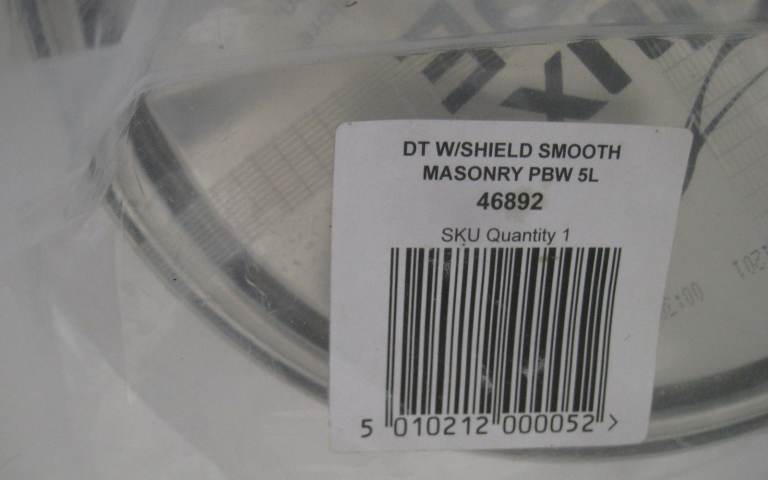 DT W/SHIELD SMOOTH
MASONRY PBW 5L
46892
SKU Quantity 1
5 010212 000052 >